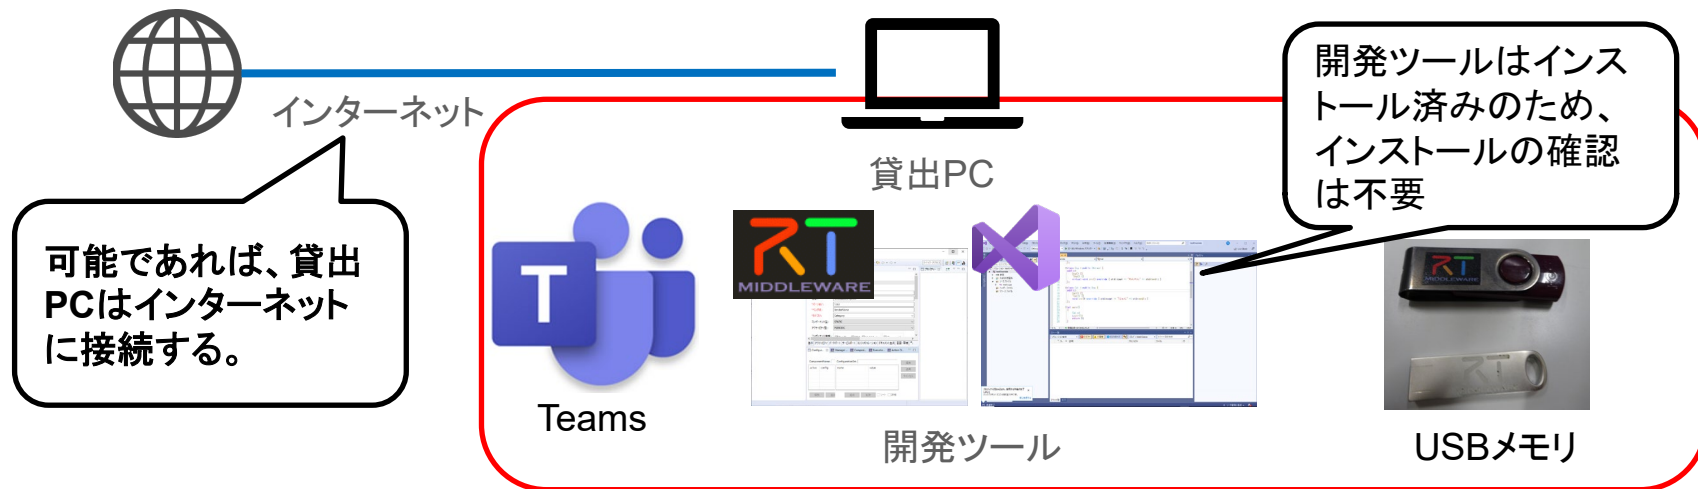 インターネット
開発ツールはインス
トール済みのため、
インストールの確認
は不要
貸出PC
可能であれば、貸出
PCはインターネット
に接続する。
T
RT
MIDDLEWARE
RT
MIDDLEWARE
RT
Teams
開発ツール
USBメモリ